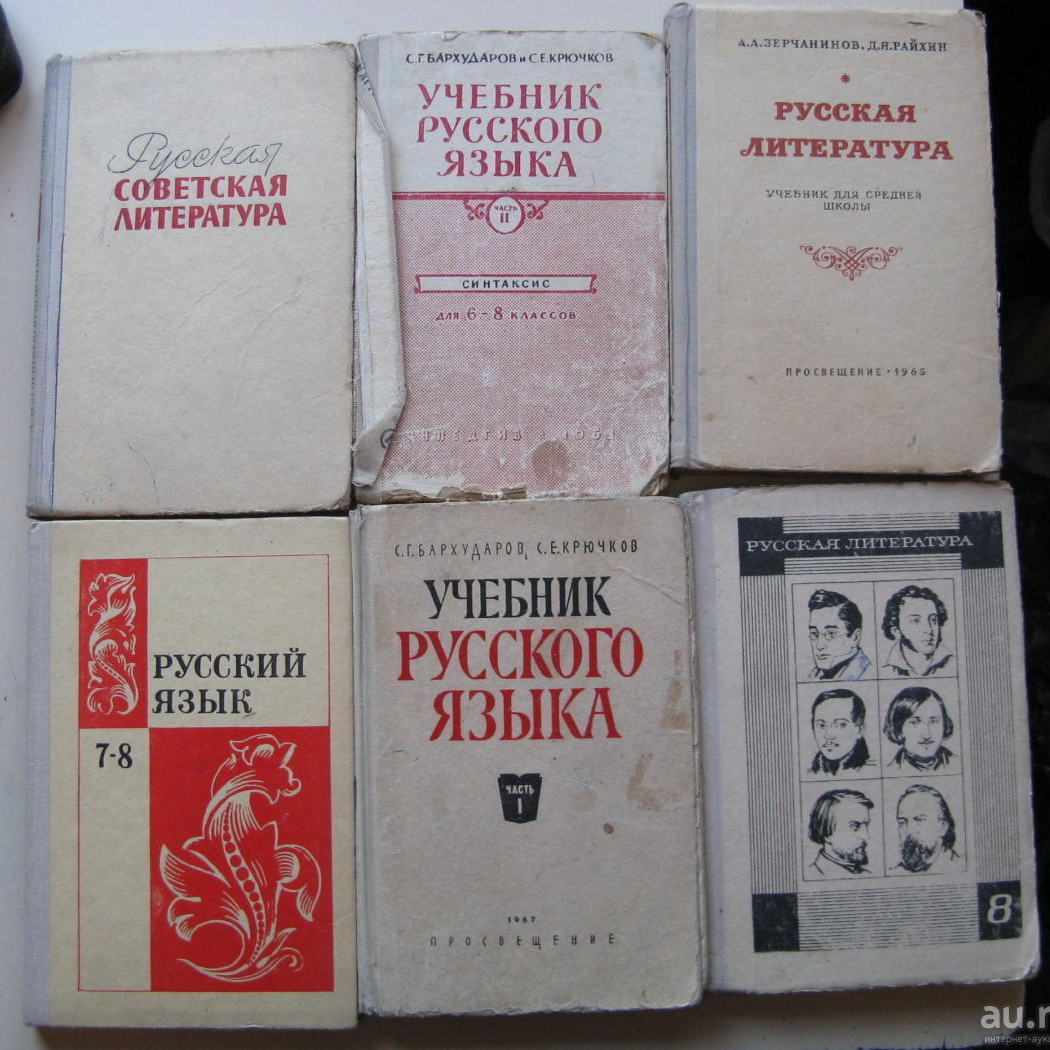 Русская
СОВЕТСКАЯ
ЛИТЕРАТУРА
С.Г.БАРХУДАРОВ и С.Е.КРЮЧКОВ
УЧЕБНИК
РУССКОГО
ЯЗЫКА
ЧАСТЬ
II
СИНТАКСИС
ДЛЯ 6-8 КЛАССОВ
А.А.ЗЕРЧАНИНОВ, Д.Я.РАЙХИН
РУССКАЯ
ЛИТЕРАТУРА
УЧЕБНИК ДЛЯ СРЕДНЕЙ
ШКОЛЫ
ПРОСВЕЩЕНИЕ • 1965
РУССКИЙ
ЯЗЫК
7-8
С.Г.БАРХУДАРОВ, С.Е.КРЮЧКОВ
УЧЕБНИК
РУССКОГО
ЯЗЫКА
ЧАСТЬ
I
1967
ПРОСВЕЩЕНИЕ
РУССКАЯ ЛИТЕРАТУРА
8
au.r
интернет-аук